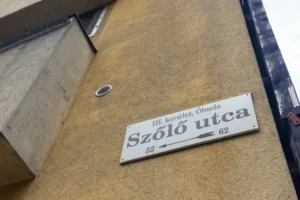 III. kerület, Óbuda
Szőlő utca
52 62